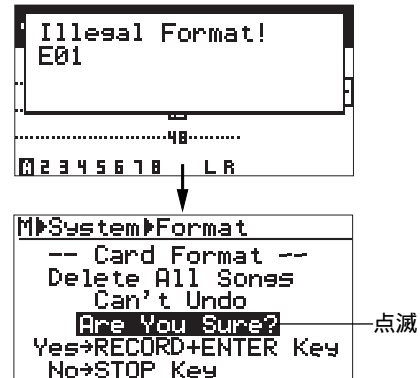 Illegal Format!
E01
48
A 2 3 4 5 6 7 8 L R
M▶System▶Format
-- Card Format --
Delete All Songs
Can't Undo
Are You Sure?
点滅
Yes→RECORD+ENTER Key
No→STOP Key